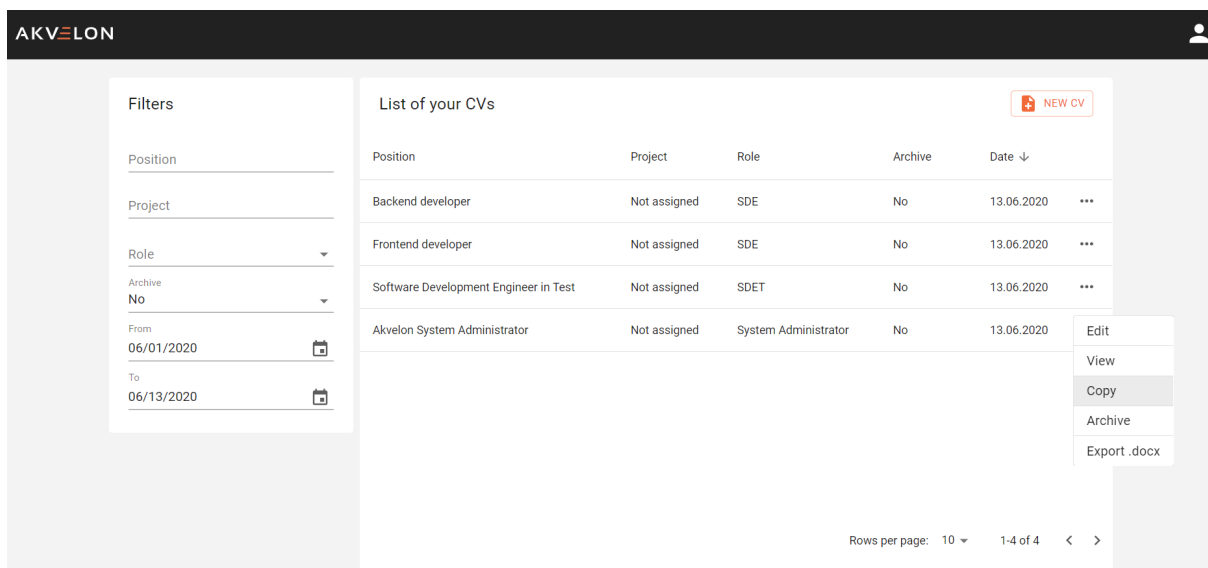 AKVELON
Filters
Position
Project
Role
Archive
No
From
06/01/2020
To
06/13/2020
List of your CVs
NEW CV
Position Project Role Archive Date
Backend developer Not assigned SDE No 13.06.2020
Frontend developer Not assigned SDE No 13.06.2020
Software Development Engineer in Test Not assigned SDET No 13.06.2020
Akvelon System Administrator Not assigned System Administrator No 13.06.2020
Edit
View
Copy
Archive
Export .docx
Rows per page: 10 1-4 of 4